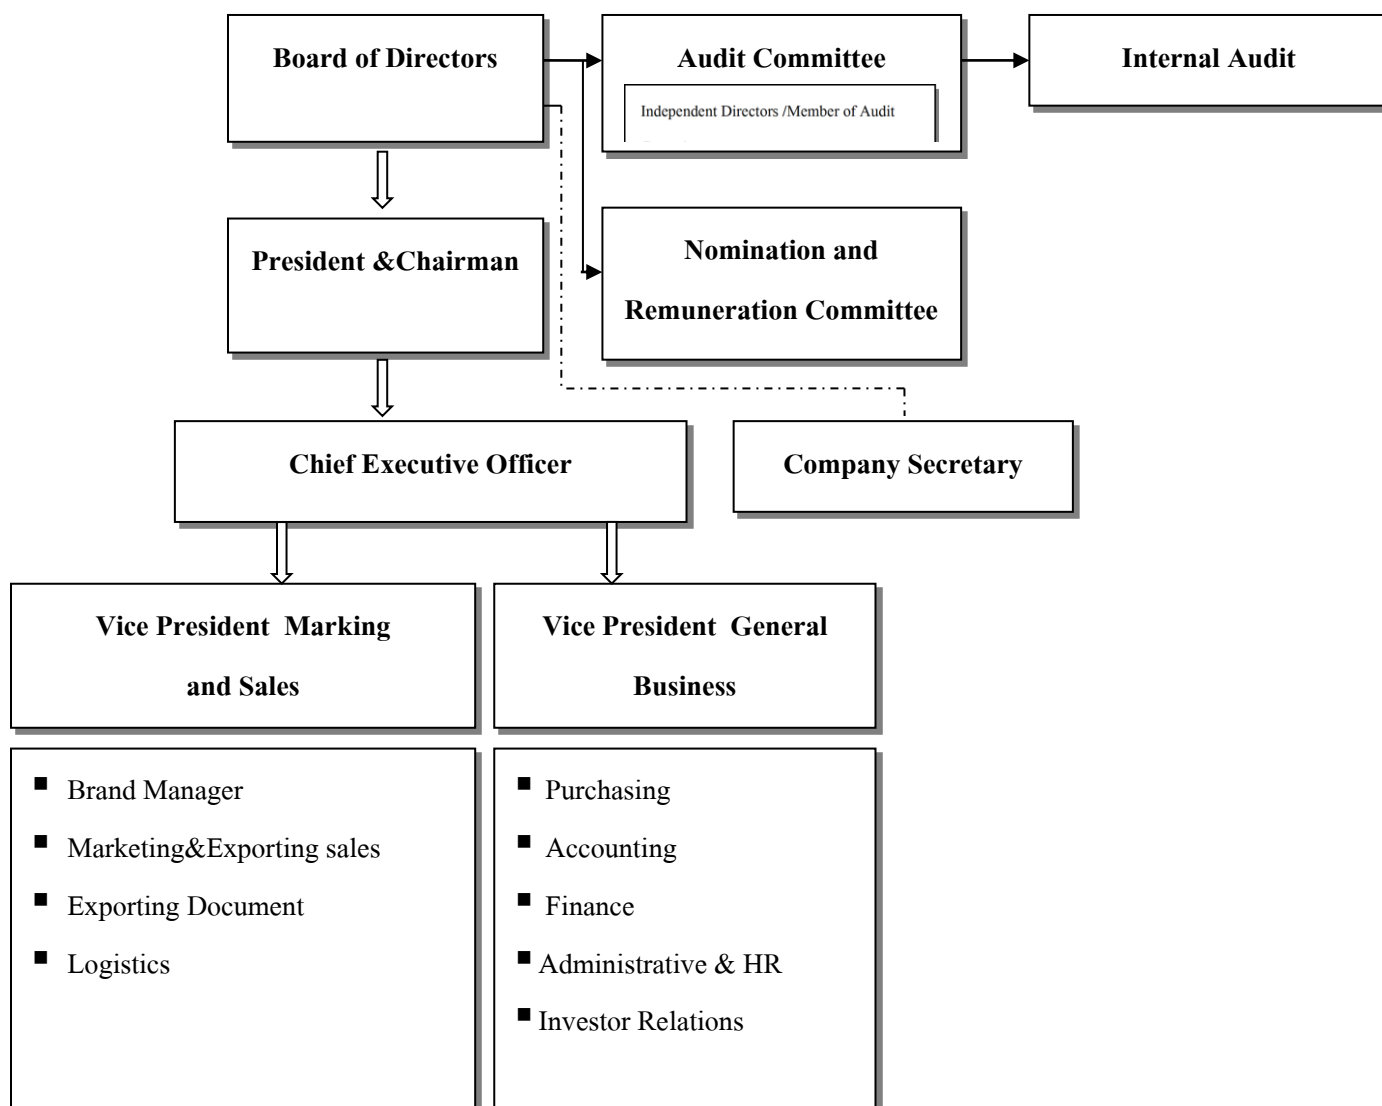 Board of Directors
Audit Committee
Independent Directors /Member of Audit
Internal Audit
President &Chairman
Nomination and
Remuneration Committee
Chief Executive Officer
Company Secretary
Vice President  Marking
and Sales
Vice President  General
Business
■ Brand Manager
■ Marketing&Exporting sales
■ Exporting Document
■ Logistics
■ Purchasing
■ Accounting
■ Finance
■ Administrative & HR
■ Investor Relations